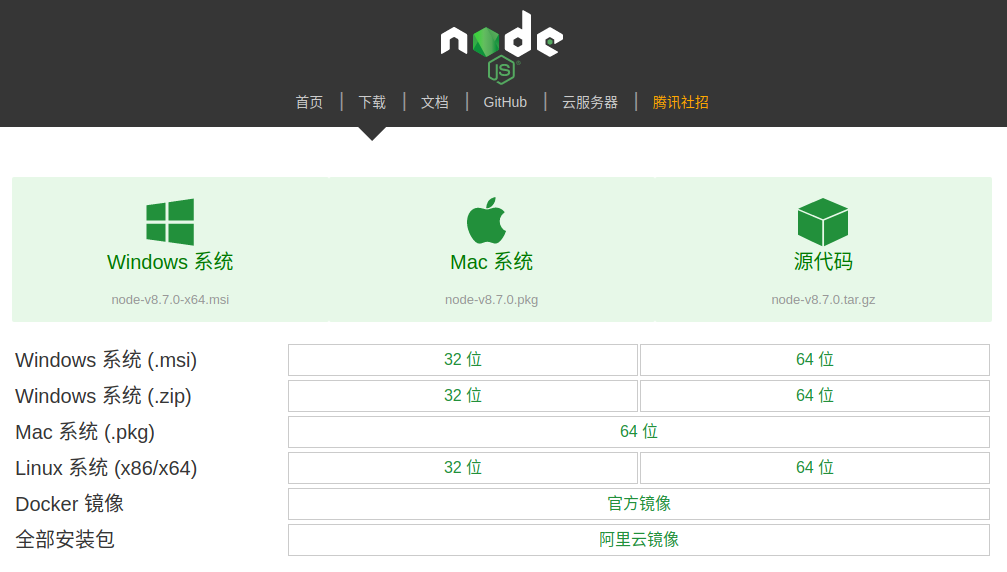 node
JS
首页 | 下载 | 文档 | GitHub | 云服务器 | 腾讯社招
Windows 系统 Mac 系统 源代码
node-v8.7.0-x64.msi node-v8.7.0.pkg node-v8.7.0.tar.gz
Windows 系统 (.msi) 32 位 64 位
Windows 系统 (.zip) 32 位 64 位
Mac 系统 (.pkg) 64 位
Linux 系统 (x86/x64) 32 位 64 位
Docker 镜像 官方镜像
全部安装包 阿里云镜像